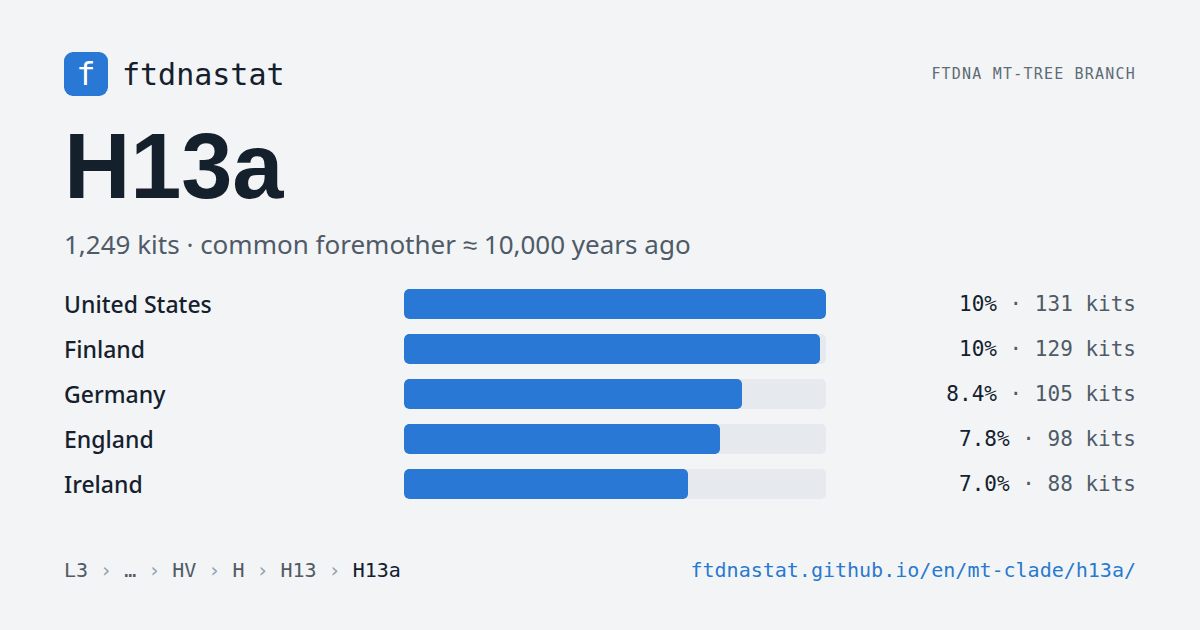 f ftdnastat
FTDNA MT-TREE BRANCH
H13a
1,249 kits · common foremother ≈ 10,000 years ago
United States 10% · 131 kits
Finland 10% · 129 kits
Germany 8.4% · 105 kits
England 7.8% · 98 kits
Ireland 7.0% · 88 kits
L3 › … › HV › H › H13 › H13a
ftdnastat.github.io/en/mt-clade/h13a/